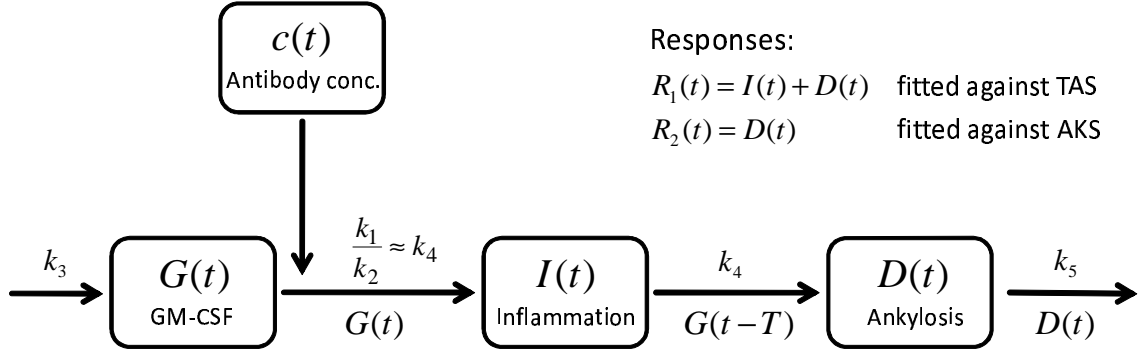 c(t)
Antibody conc.
Responses:
R₁(t) = I(t) + D(t) fitted against TAS
R₂(t) = D(t) fitted against AKS
k₃
G(t)
GM-CSF
k₁/k₂ ≈ k₄
G(t)
I(t)
Inflammation
k₄
G(t − T)
D(t)
Ankylosis
k₅
D(t)